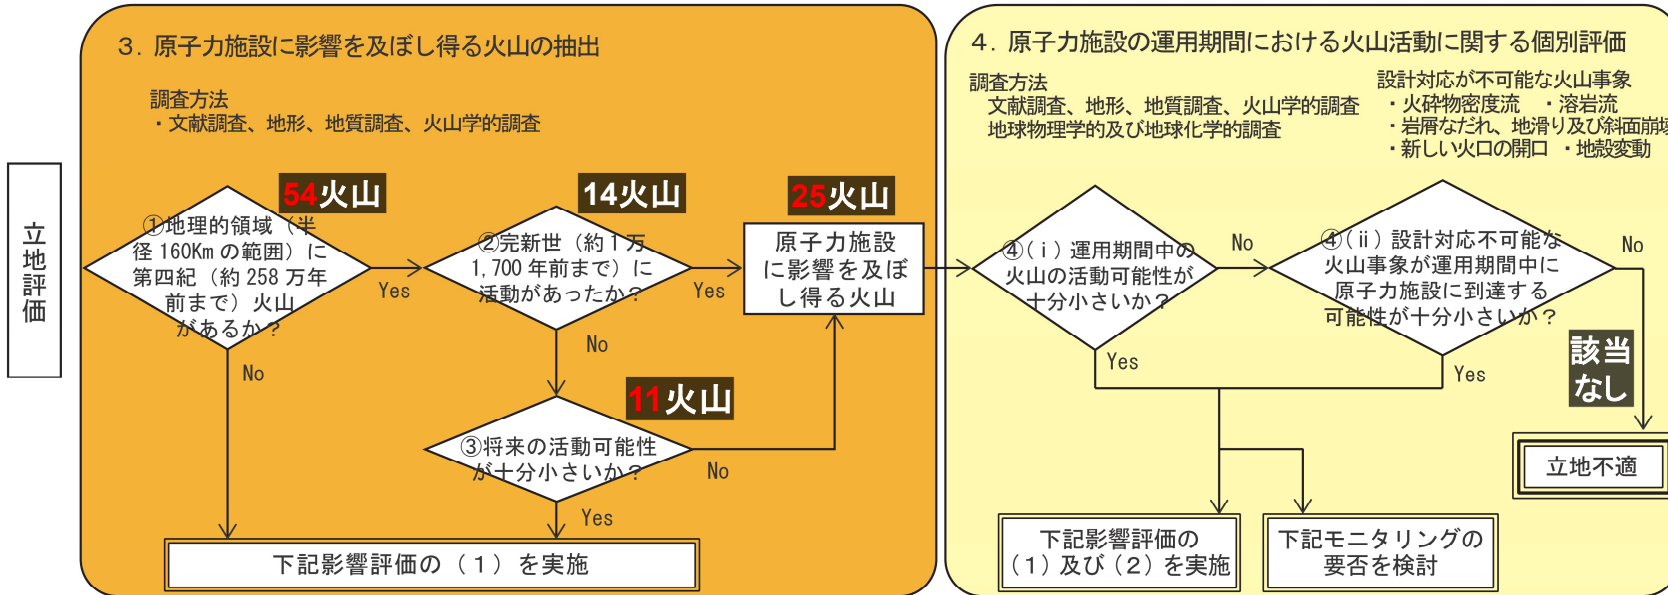 立地評価
3．原子力施設に影響を及ぼし得る火山の抽出
調査方法
・文献調査、地形、地質調査、火山学的調査
54火山
①地理的領域（半
径160Kmの範囲）に
第四紀（約258万年
前まで）火山
があるか？
Yes
No
14火山
②完新世（約1万
1,700年前まで）に
活動があったか？
Yes
No
11火山
③将来の活動可能性
が十分小さいか？
No
Yes
25火山
原子力施設
に影響を及ぼ
し得る火山
下記影響評価の（1）を実施
4．原子力施設の運用期間における火山活動に関する個別評価
調査方法
文献調査、地形、地質調査、火山学的調査
地球物理学的及び地球化学的調査
設計対応が不可能な火山事象
・火砕物密度流　・溶岩流
・岩屑なだれ、地滑り及び斜面崩壊
・新しい火口の開口　・地殻変動
④(ⅰ)運用期間中の
火山の活動可能性が
十分小さいか？
No
Yes
④(ⅱ)設計対応不可能な
火山事象が運用期間中に
原子力施設に到達する
可能性が十分小さいか？
No
Yes
該当
なし
立地不適
下記影響評価の
（1）及び（2）を実施
下記モニタリングの
要否を検討